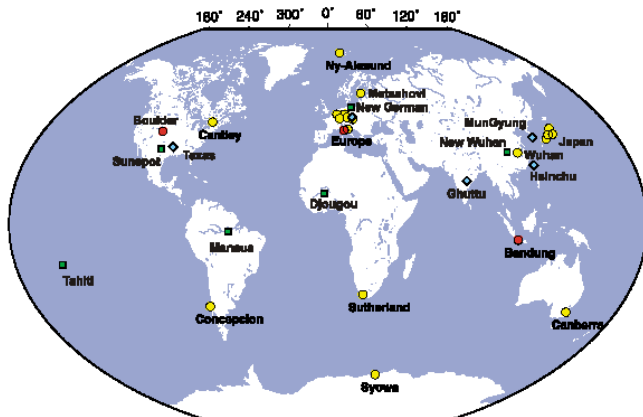 180° 240° 300° 0° 60° 120° 180°
Ny-Alesund
Metsahovi
New German
Boulder
Cantley
MunGyung
Japan
Europe
New Wuhan
Wuhan
Sunspot
Texas
Hsinchu
Ghuttu
Djougou
Manaus
Bandung
Tahiti
Concepcion
Sutherland
Canberra
Syowa